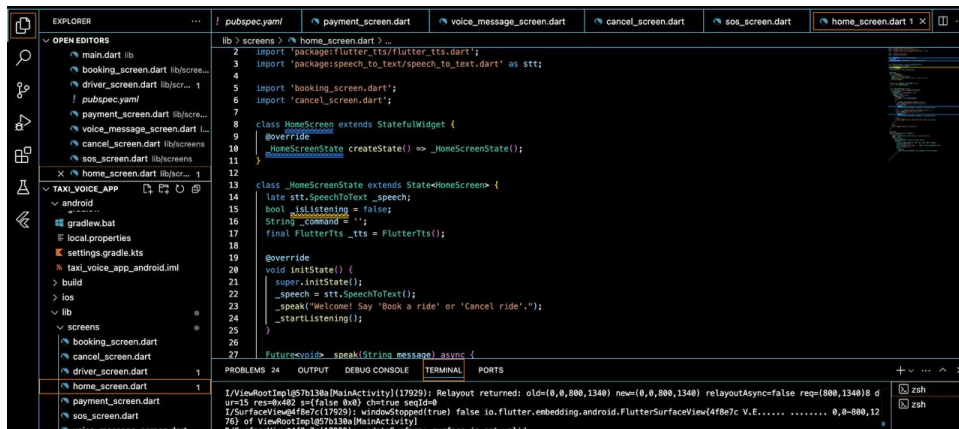 EXPLORER
...
OPEN EDITORS
main.dart lib
booking_screen.dart lib/scree...
driver_screen.dart lib/scr... 1
! pubspec.yaml
payment_screen.dart lib/scre...
voice_message_screen.dart l...
cancel_screen.dart lib/screens
sos_screen.dart lib/screens
home_screen.dart lib/scr... 1
TAXI_VOICE_APP
android
gradlew.bat
local.properties
settings.gradle.kts
taxi_voice_app_android.iml
build
ios
lib
screens
booking_screen.dart
cancel_screen.dart
driver_screen.dart 1
home_screen.dart 1
payment_screen.dart
sos_screen.dart
! pubspec.yaml payment_screen.dart voice_message_screen.dart cancel_screen.dart sos_screen.dart home_screen.dart 1
lib > screens > home_screen.dart > ...
2 import 'package:flutter_tts/flutter_tts.dart';
3 import 'package:speech_to_text/speech_to_text.dart' as stt;
4
5 import 'booking_screen.dart';
6 import 'cancel_screen.dart';
7
8 class HomeScreen extends StatefulWidget {
9 @override
10 _HomeScreenState createState() => _HomeScreenState();
11 }
12
13 class _HomeScreenState extends State<HomeScreen> {
14 late stt.SpeechToText _speech;
15 bool _isListening = false;
16 String _command = '';
17 final FlutterTts _tts = FlutterTts();
18
19 @override
20 void initState() {
21 super.initState();
22 _speech = stt.SpeechToText();
23 _speak("Welcome! Say 'Book a ride' or 'Cancel ride'.");
24 _startListening();
25 }
26
27 Future<void> _speak(String message) async {
PROBLEMS 24 OUTPUT DEBUG CONSOLE TERMINAL PORTS
I/ViewRootImpl@57b130a[MainActivity](17929): Relayout returned: old=(0,0,800,1340) new=(0,0,800,1340) relayoutAsync=false req=(800,1340)8 d
ur=15 res=0x402 s={false 0x0} ch=true seqId=0
I/SurfaceView@4f8e7c(17929): windowStopped(true) false io.flutter.embedding.android.FlutterSurfaceView{4f8e7c V.E...... ........ 0,0-800,12
76} of ViewRootImpl@57b130a[MainActivity]
zsh
zsh